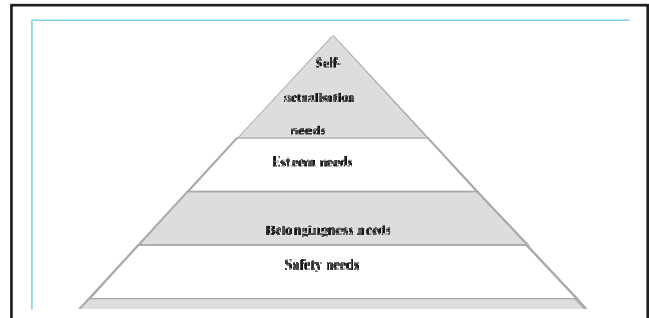 Self-
actualisation
needs
Esteem needs
Belongingness needs
Safety needs